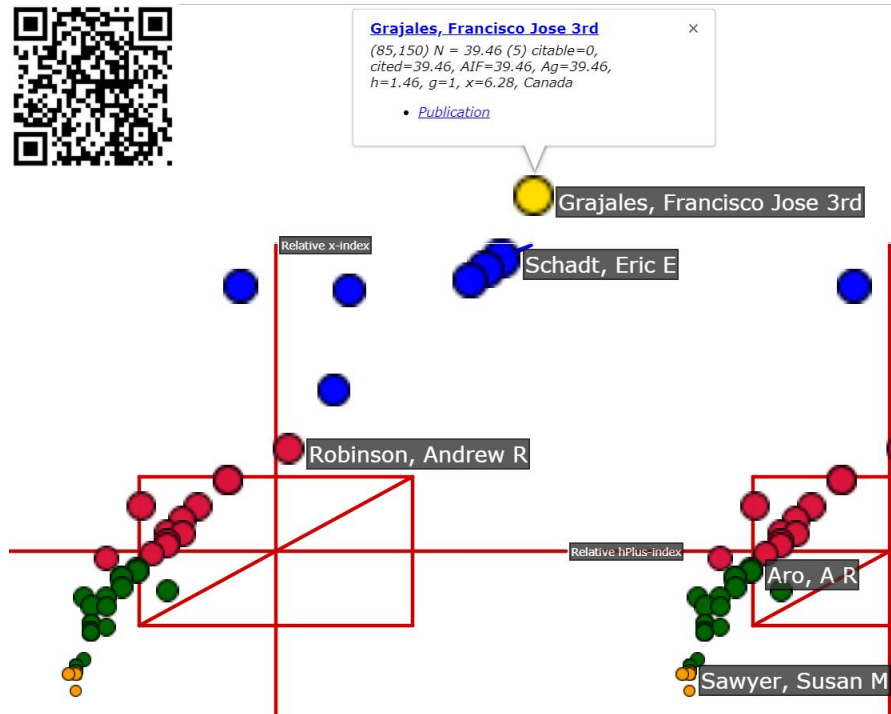 Grajales, Francisco Jose 3rd
×
(85,150) N = 39.46 (5) citable=0,
cited=39.46, AIF=39.46, Ag=39.46,
h=1.46, g=1, x=6.28, Canada
• Publication
Grajales, Francisco Jose 3rd
Relative x-index
Schadt, Eric E
Robinson, Andrew R
Relative hPlus-index
Aro, A R
Sawyer, Susan M